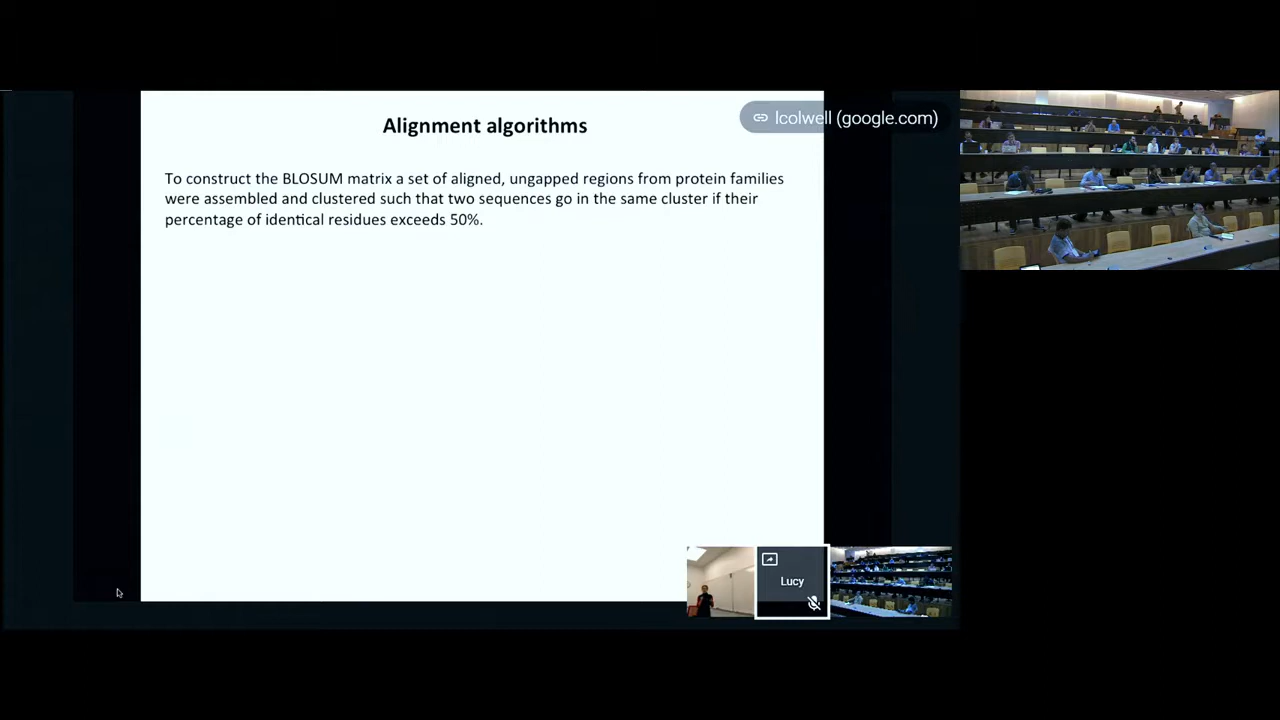 Alignment algorithms
lcolwell (google.com)
To construct the BLOSUM matrix a set of aligned, ungapped regions from protein families
were assembled and clustered such that two sequences go in the same cluster if their
percentage of identical residues exceeds 50%.
Lucy